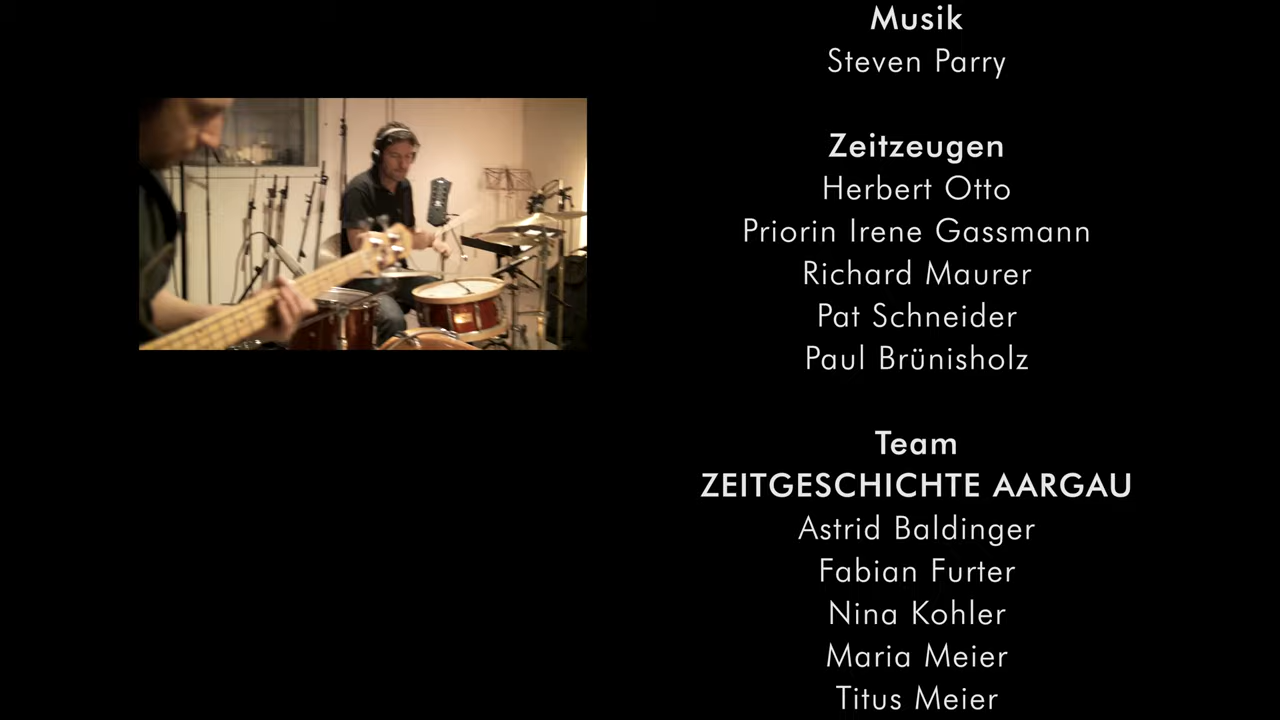 Musik
Steven Parry
Zeitzeugen
Herbert Otto
Priorin Irene Gassmann
Richard Maurer
Pat Schneider
Paul Brünisholz
Team
ZEITGESCHICHTE AARGAU
Astrid Baldinger
Fabian Furter
Nina Kohler
Maria Meier
Titus Meier